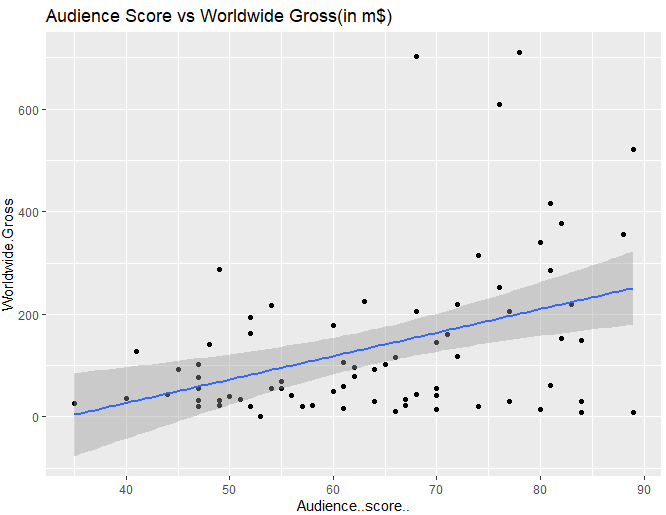 Audience Score vs Worldwide Gross(in m$)
Worldwide.Gross
600
400
200
0
40 50 60 70 80 90
Audience..score..